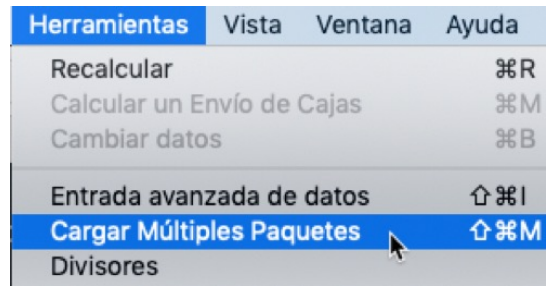 Herramientas Vista Ventana Ayuda
Recalcular ⌘R
Calcular un Envío de Cajas ⌘M
Cambiar datos ⌘B
Entrada avanzada de datos ⇧⌘I
Cargar Múltiples Paquetes ⇧⌘M
Divisores